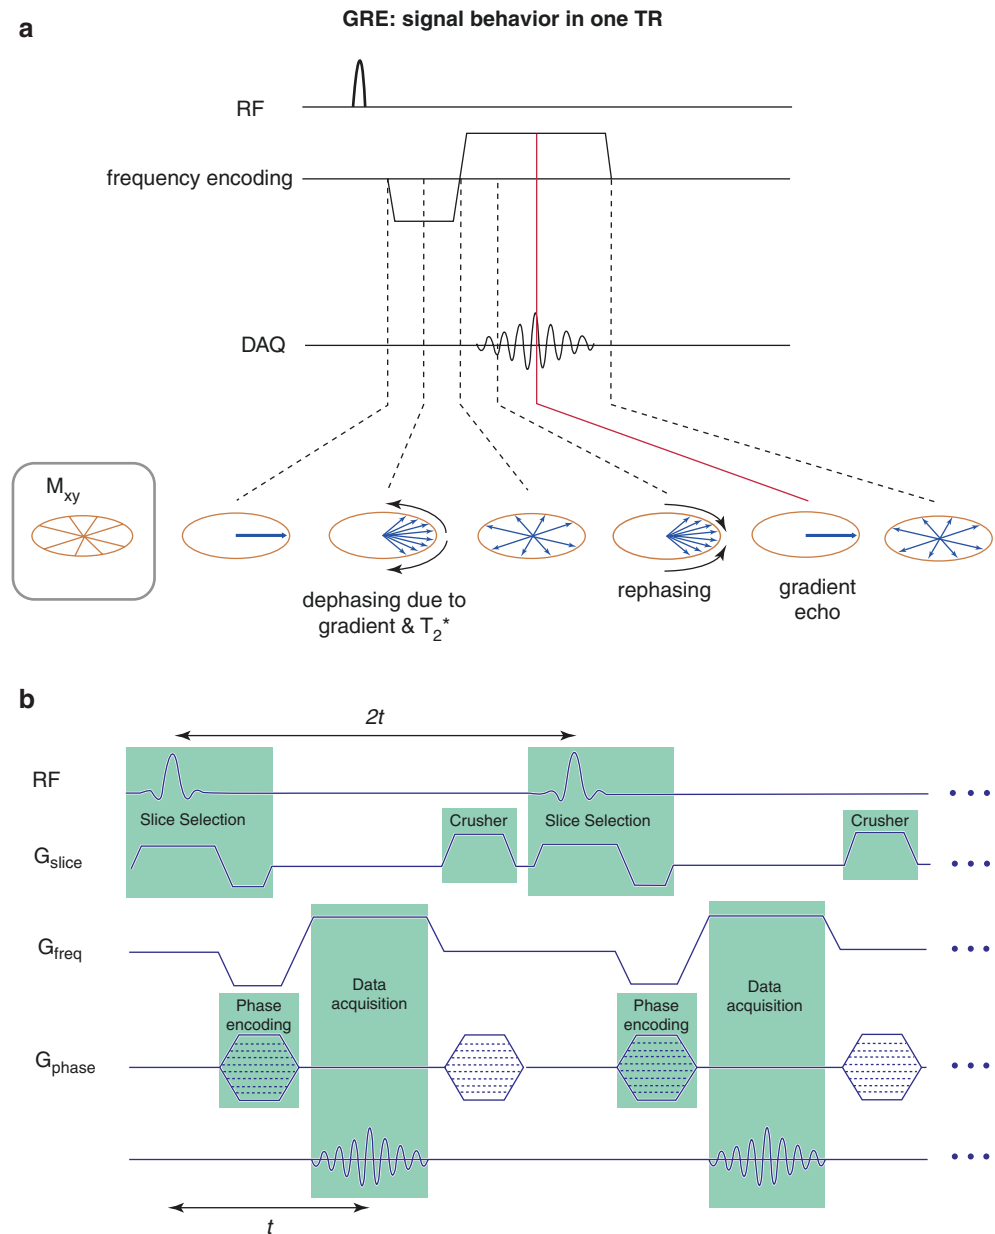 a
GRE: signal behavior in one TR
RF
frequency encoding
DAQ
Mxy
dephasing due to
gradient & T2*
rephasing
gradient
echo
b
2t
RF
Slice Selection
Crusher
Slice Selection
Crusher
Gslice
Gfreq
Data
acquisition
Data
acquisition
Phase
encoding
Phase
encoding
Gphase
t